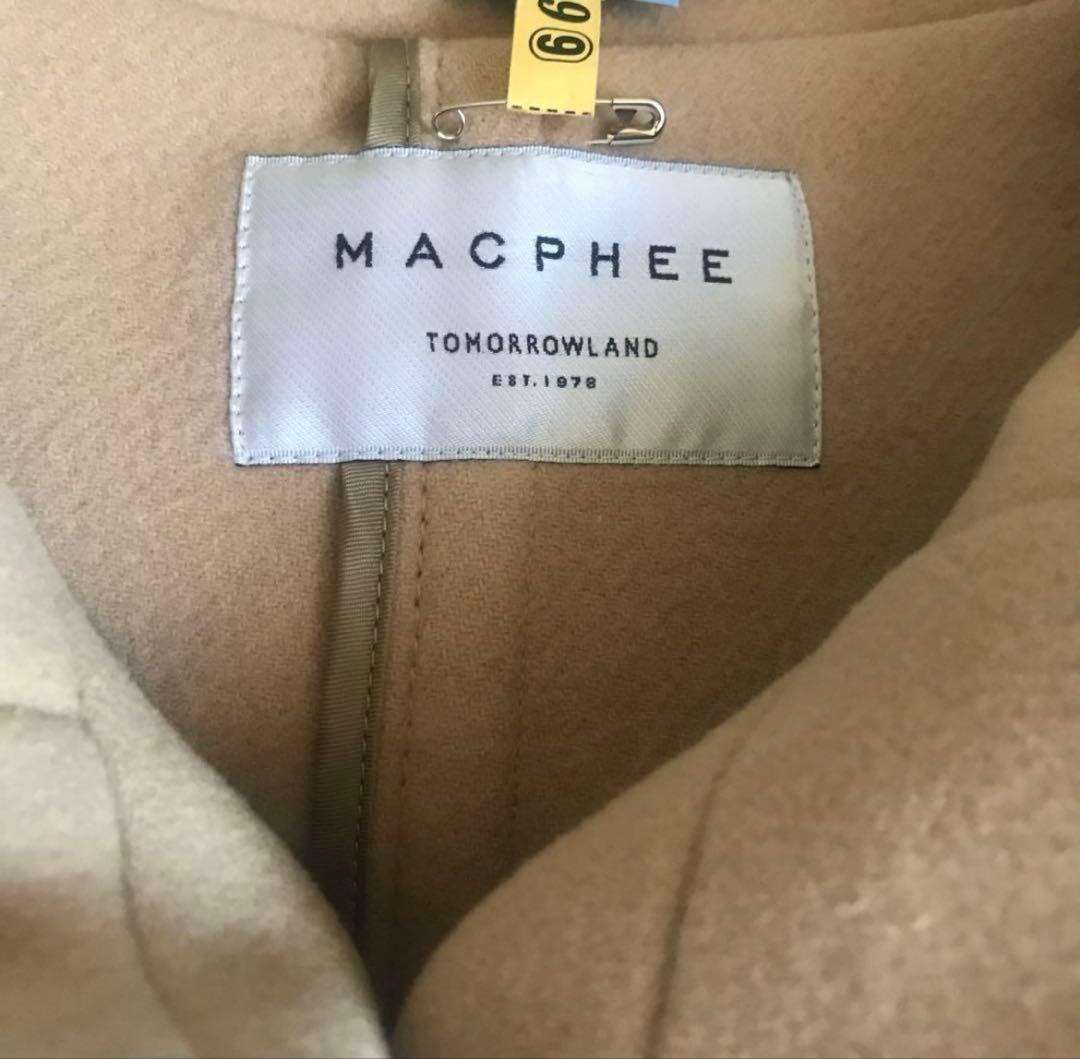 MACPHEE
TOMORROWLAND
EST. 1978